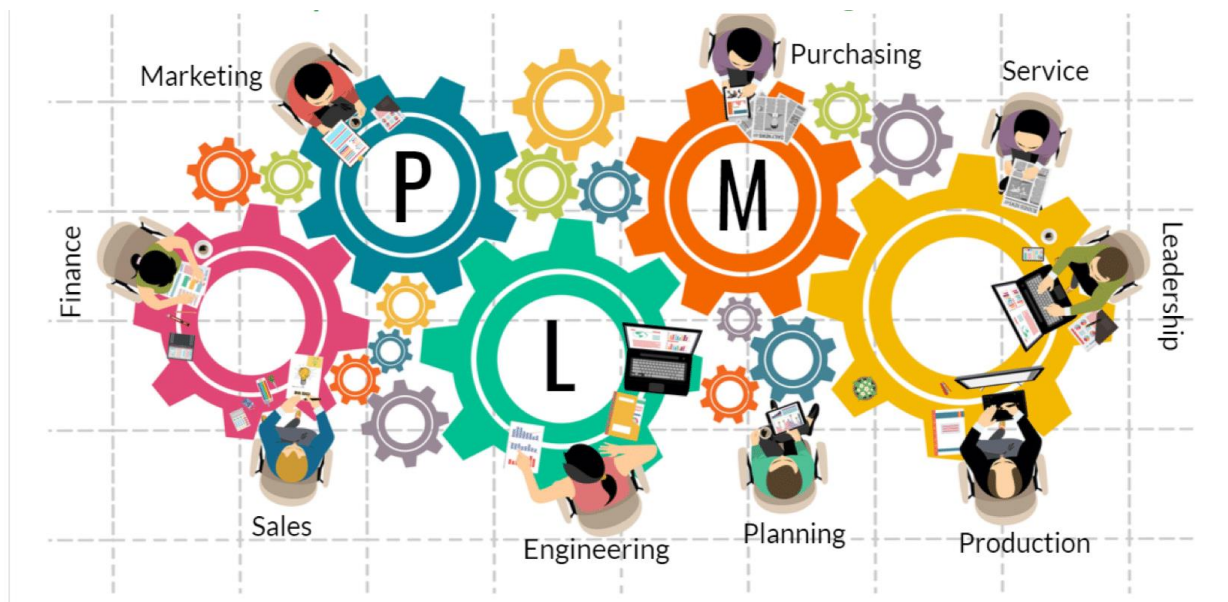 Marketing
Purchasing
Service
P
M
Finance
Leadership
L
Sales
Engineering
Planning
Production